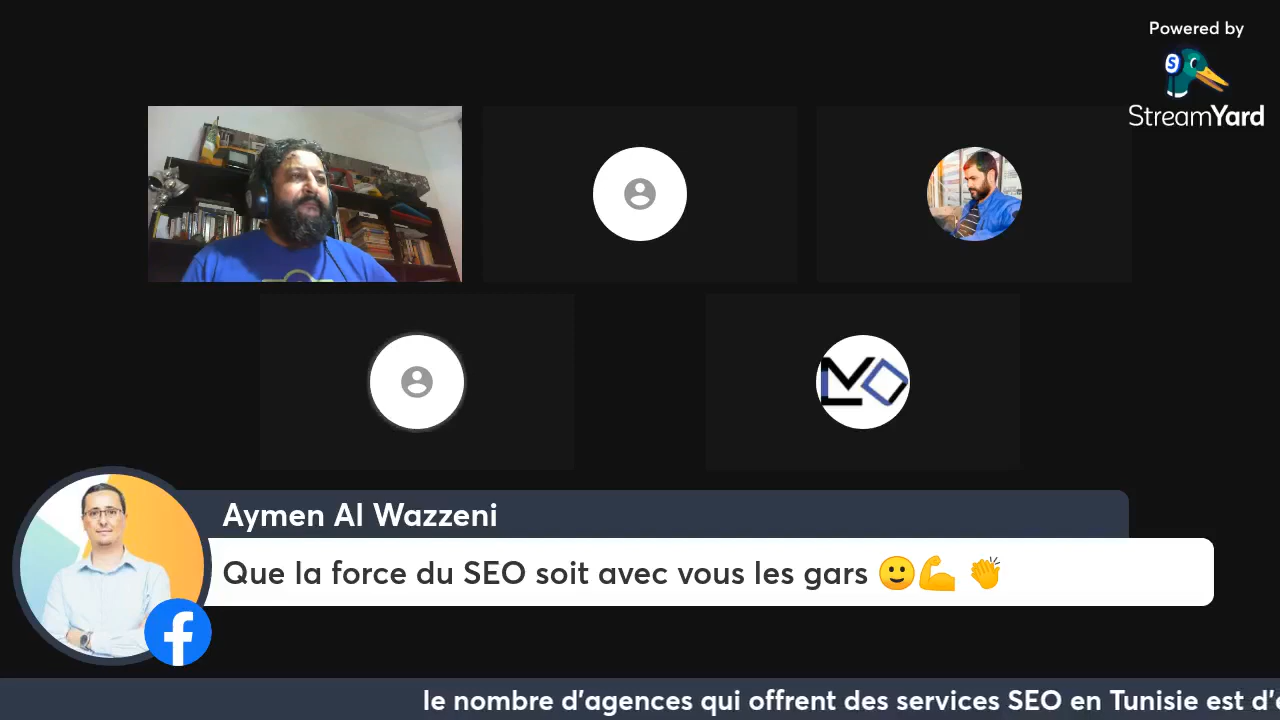 Powered by
StreamYard
Aymen Al Wazzeni
Que la force du SEO soit avec vous les gars 🙂💪 👏
le nombre d'agences qui offrent des services SEO en Tunisie est d'